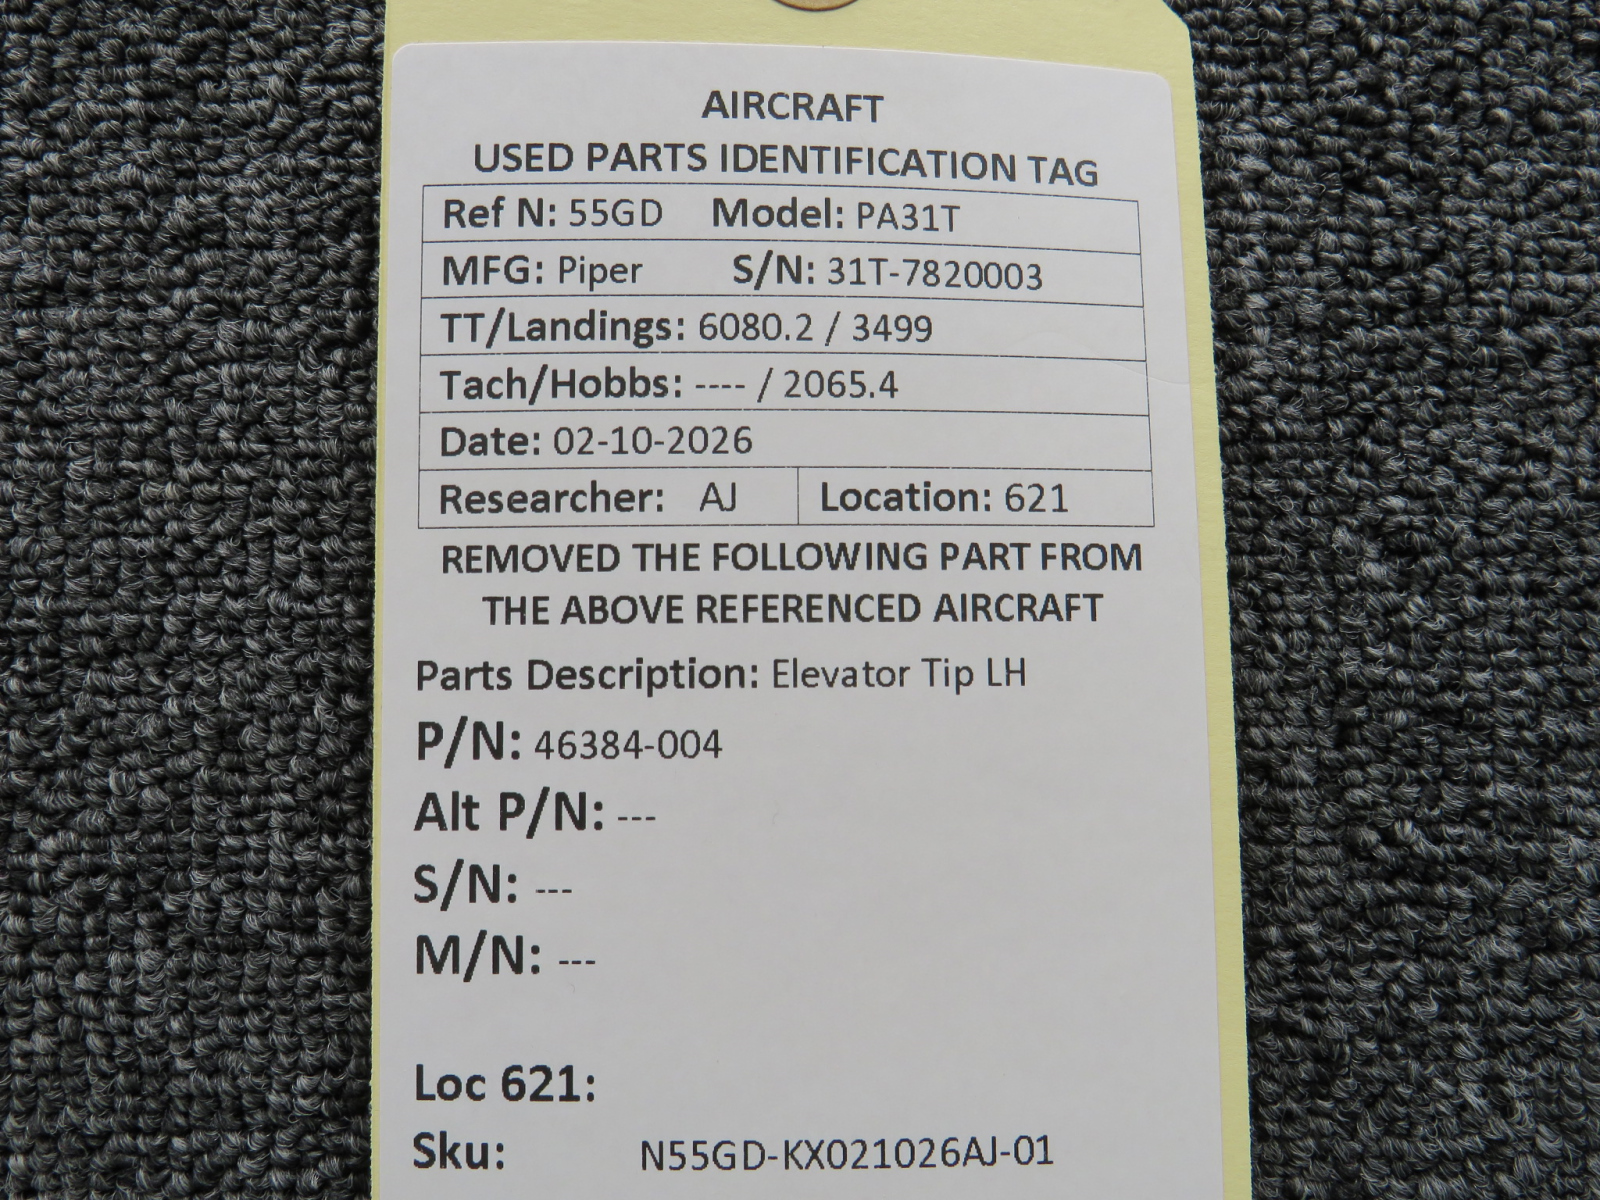 AIRCRAFT
USED PARTS IDENTIFICATION TAG
Ref N: 55GD Model: PA31T
MFG: Piper S/N: 31T-7820003
TT/Landings: 6080.2 / 3499
Tach/Hobbs: ---- / 2065.4
Date: 02-10-2026
Researcher: AJ Location: 621
REMOVED THE FOLLOWING PART FROM
THE ABOVE REFERENCED AIRCRAFT
Parts Description: Elevator Tip LH
P/N: 46384-004
Alt P/N: ---
S/N: ---
M/N: ---
Loc 621:
Sku: N55GD-KX021026AJ-01